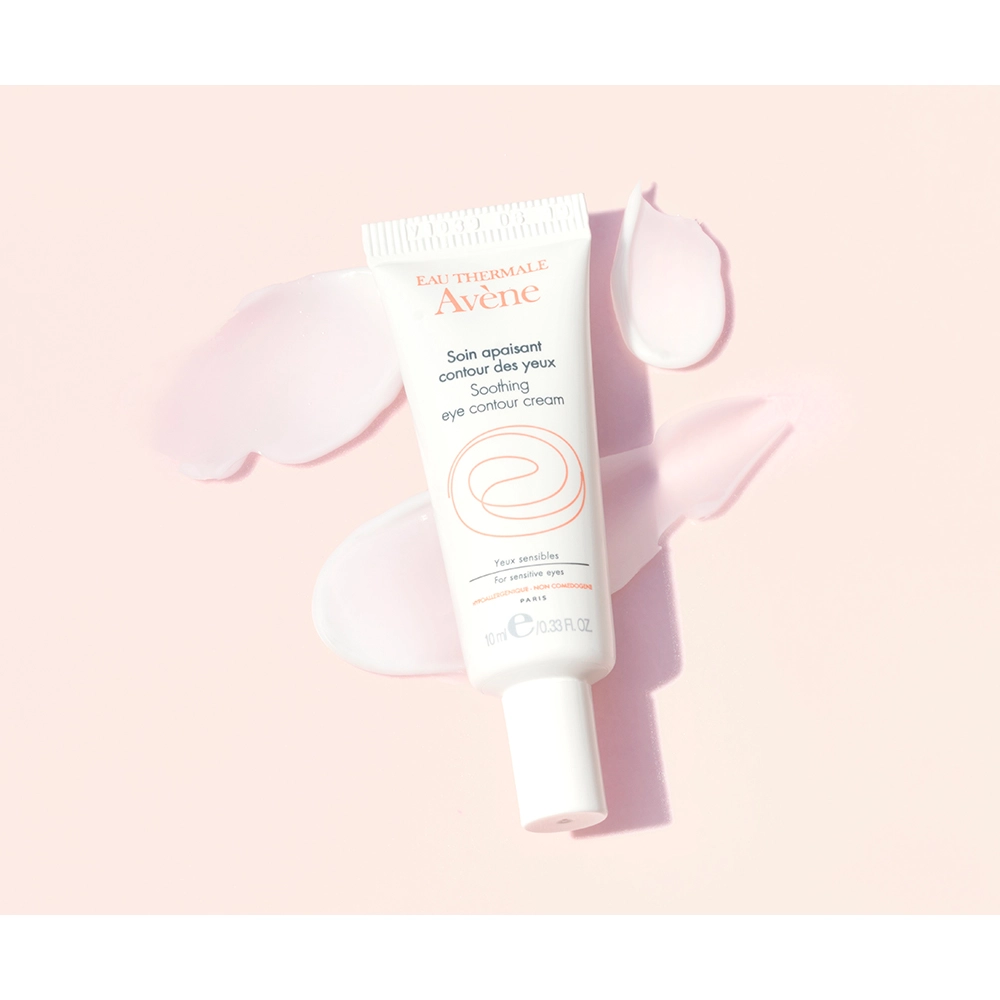 EAU THERMALE
Avène
Soin apaisant
contour des yeux
Soothing
eye contour cream
Yeux sensibles
For sensitive eyes
HYPOALLERGÉNIQUE - NON COMÉDOGÈNE
PARIS
10 ml e/0.33 FL. OZ.